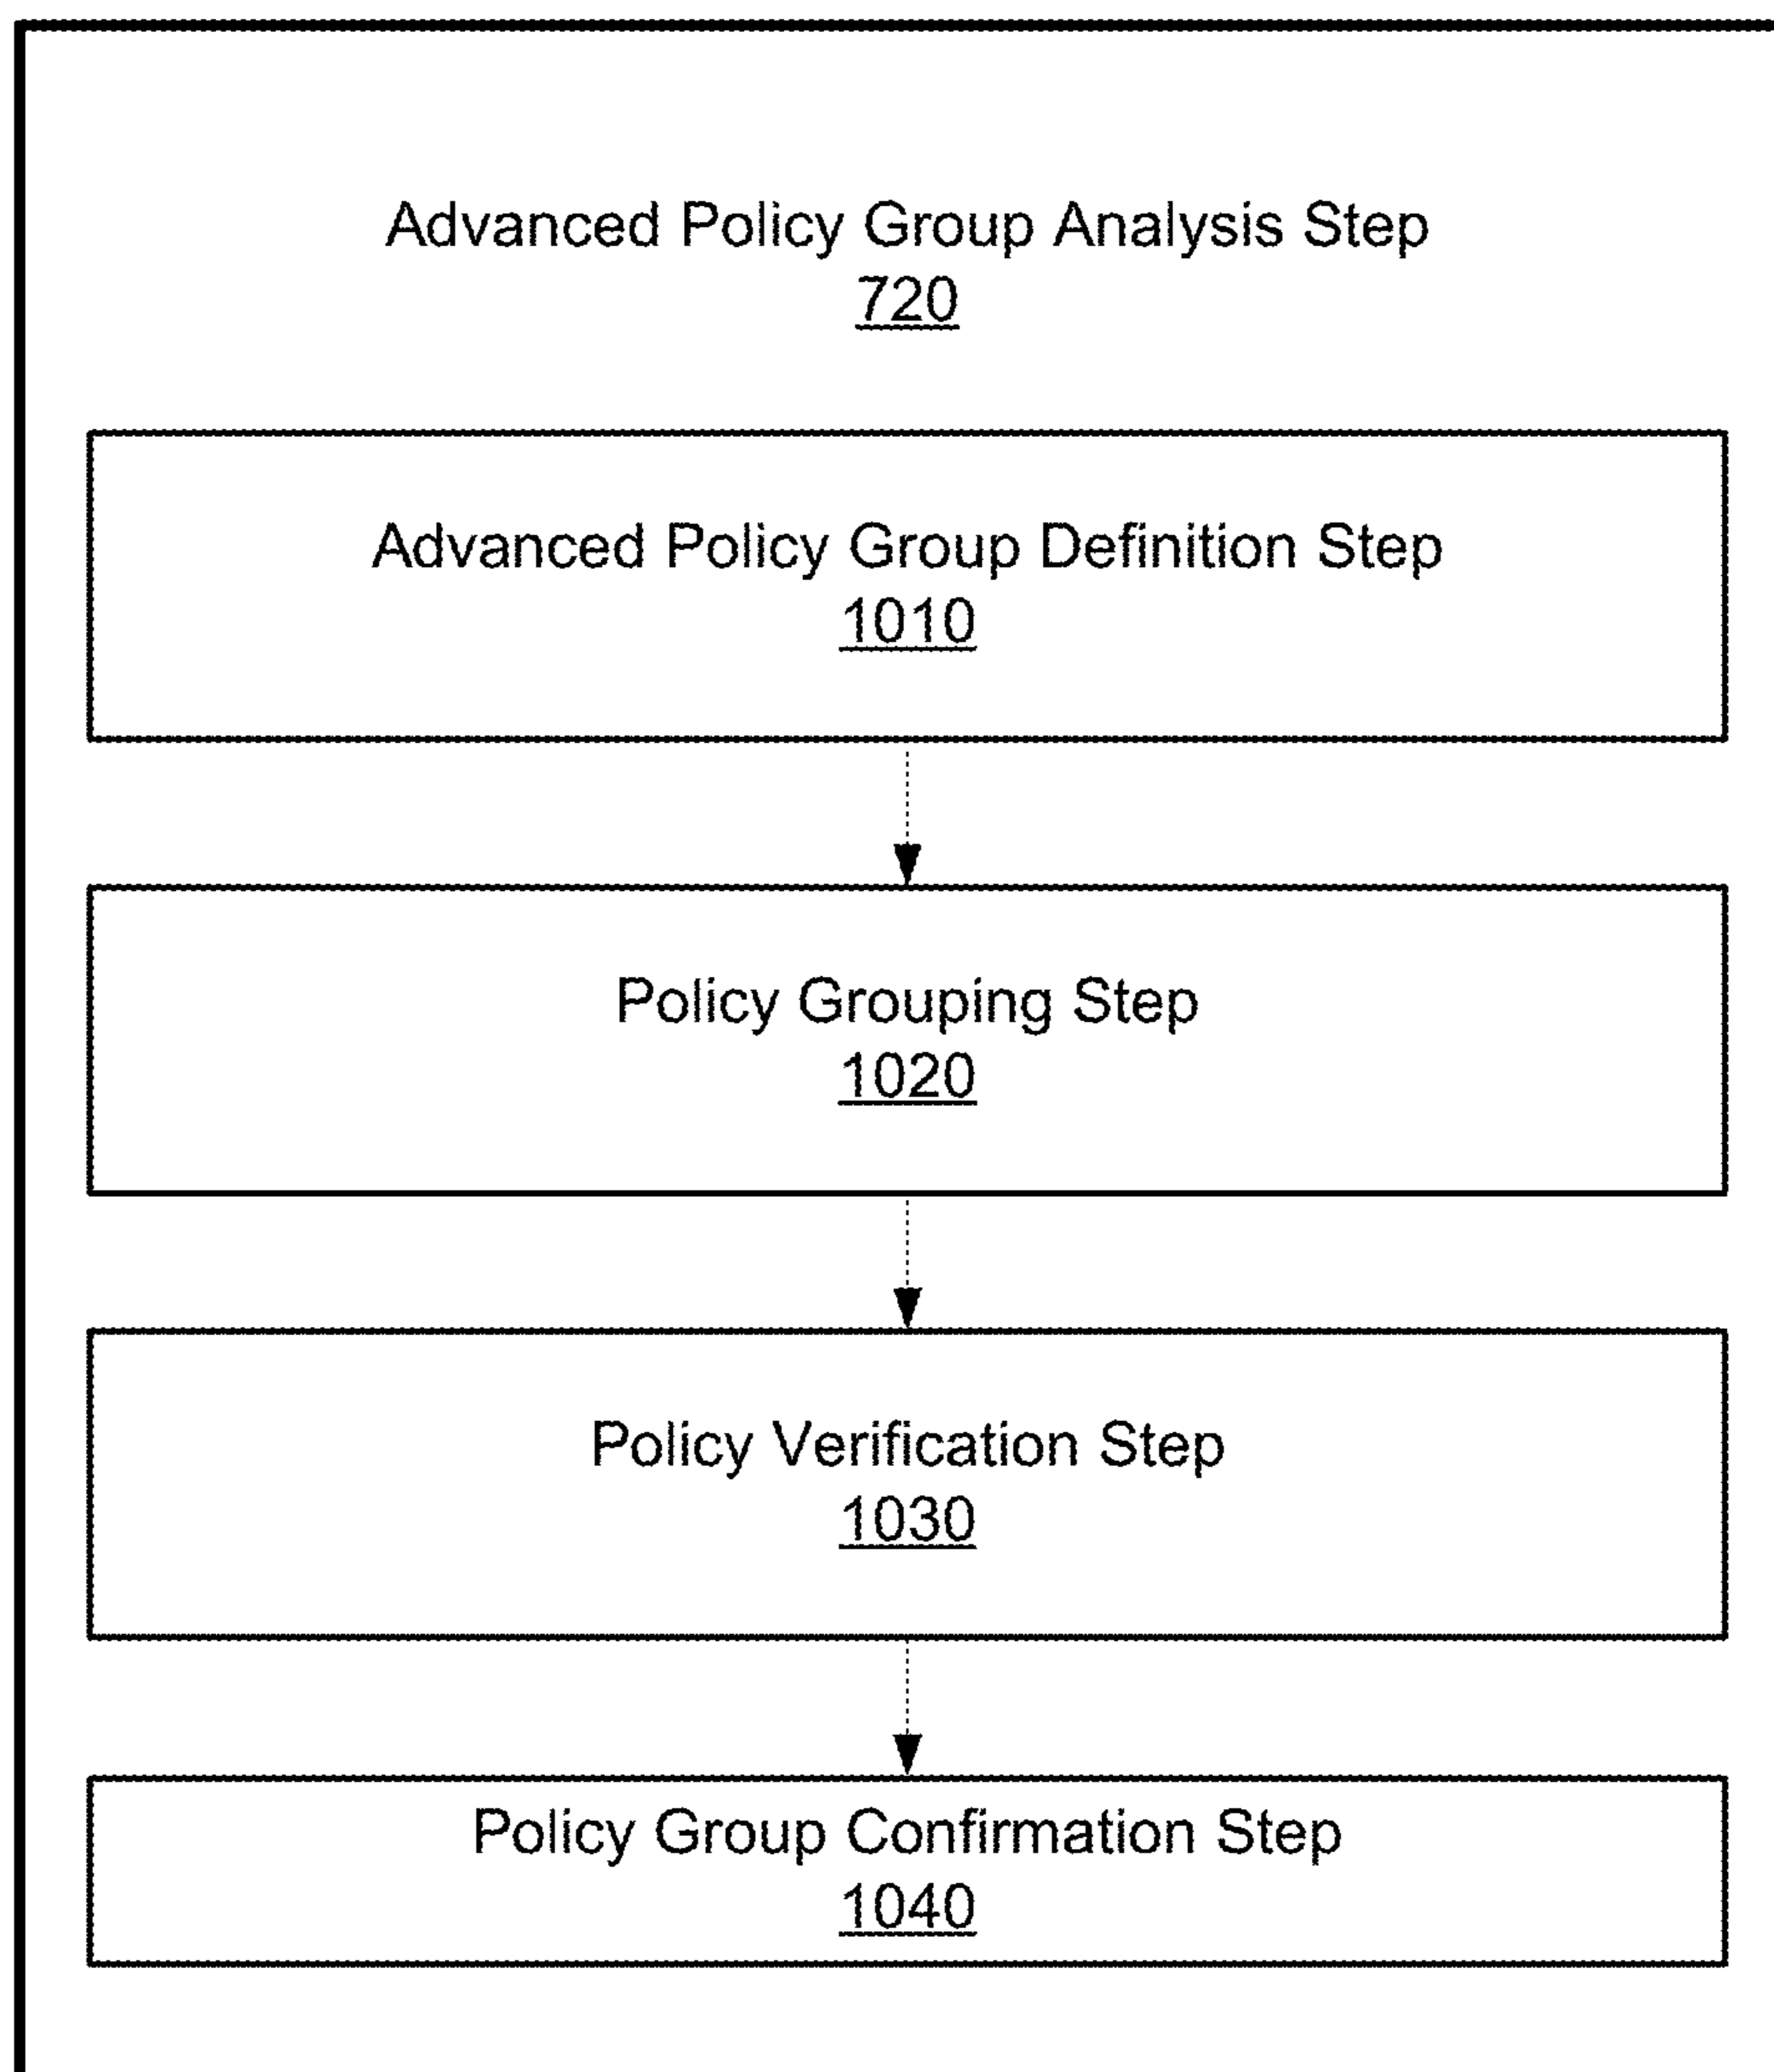 Advanced Policy Group Analysis Step
720
Advanced Policy Group Definition Step
1010
Policy Grouping Step
1020
Policy Verification Step
1030
Policy Group Confirmation Step
1040